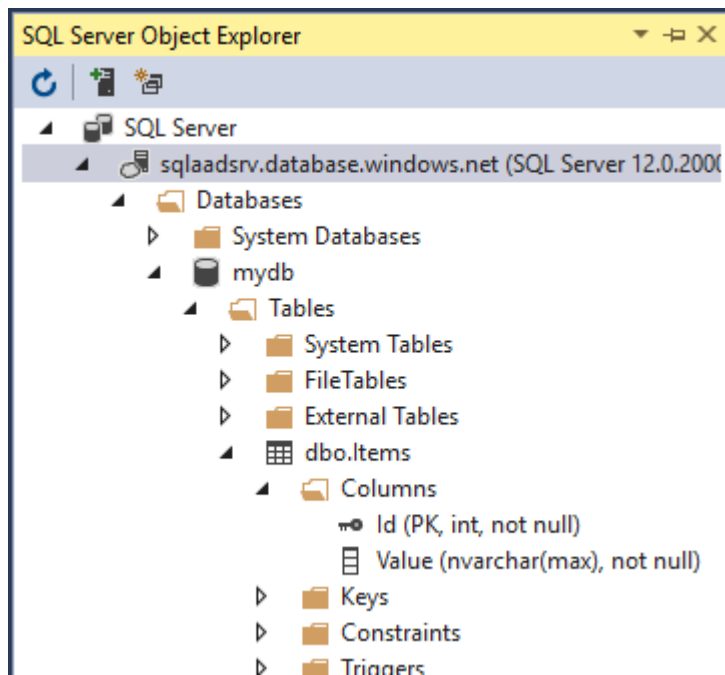 SQL Server Object Explorer
SQL Server
sqlaadsrv.database.windows.net (SQL Server 12.0.2000
Databases
System Databases
mydb
Tables
System Tables
FileTables
External Tables
dbo.Items
Columns
Id (PK, int, not null)
Value (nvarchar(max), not null)
Keys
Constraints
Triggers